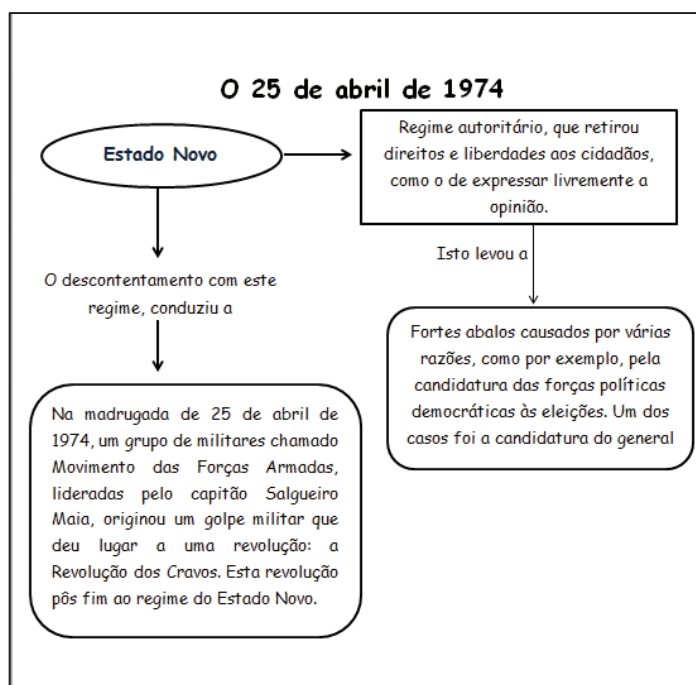 O 25 de abril de 1974
Estado Novo
Regime autoritário, que retirou
direitos e liberdades aos cidadãos,
como o de expressar livremente a
opinião.
Isto levou a
O descontentamento com este
regime, conduziu a
Fortes abalos causados por várias
razões, como por exemplo, pela
candidatura das forças políticas
democráticas às eleições. Um dos
casos foi a candidatura do general
Na madrugada de 25 de abril de
1974, um grupo de militares chamado
Movimento das Forças Armadas,
lideradas pelo capitão Salgueiro
Maia, originou um golpe militar que
deu lugar a uma revolução: a
Revolução dos Cravos. Esta revolução
pôs fim ao regime do Estado Novo.